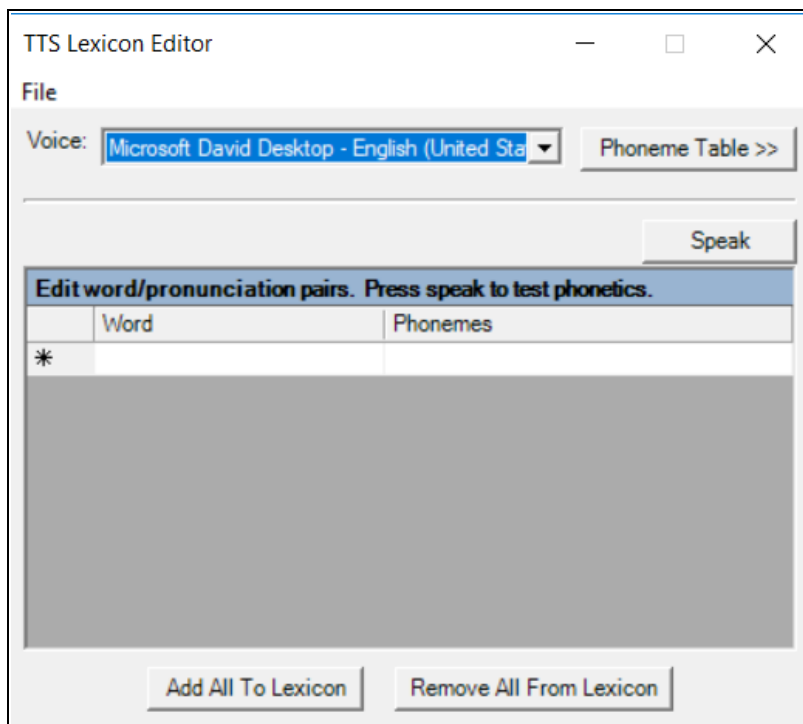 TTS Lexicon Editor
File
Voice: Microsoft David Desktop - English (United Sta Phoneme Table >>
Speak
Edit word/pronunciation pairs. Press speak to test phonetics.
Word Phonemes
*
Add All To Lexicon Remove All From Lexicon